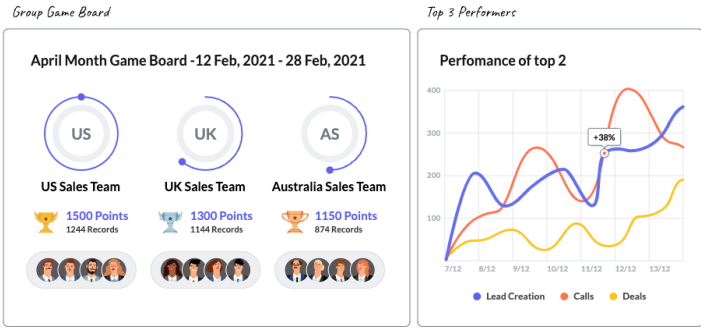 Group Game Board
Top 3 Performers
April Month Game Board -12 Feb, 2021 - 28 Feb, 2021
US
UK
AS
US Sales Team
UK Sales Team
Australia Sales Team
1500 Points
1244 Records
1300 Points
1144 Records
1150 Points
874 Records
Perfomance of top 2
400
300
200
100
+38%
7/12 8/12 9/12 10/12 11/12 12/12 13/12
Lead Creation Calls Deals